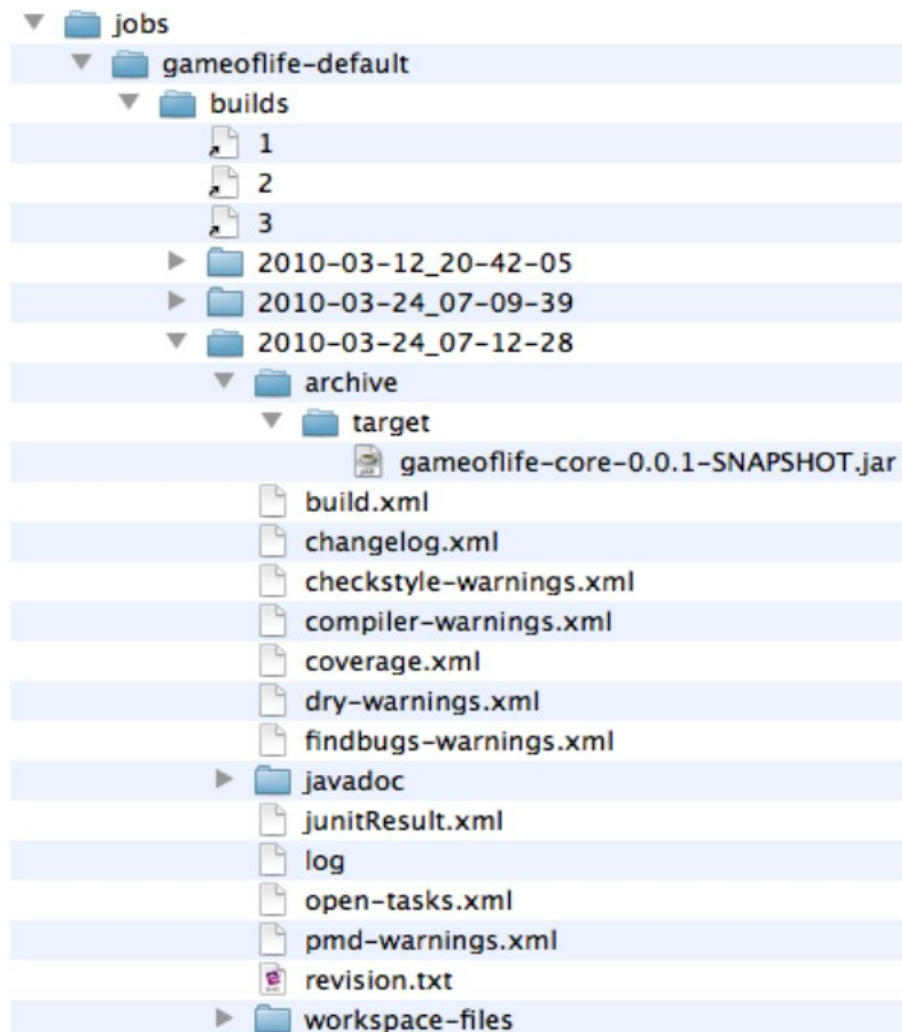 jobs
gameoflife-default
builds
1
2
3
2010-03-12_20-42-05
2010-03-24_07-09-39
2010-03-24_07-12-28
archive
target
gameoflife-core-0.0.1-SNAPSHOT.jar
build.xml
changelog.xml
checkstyle-warnings.xml
compiler-warnings.xml
coverage.xml
dry-warnings.xml
findbugs-warnings.xml
javadoc
junitResult.xml
log
open-tasks.xml
pmd-warnings.xml
revision.txt
workspace-files